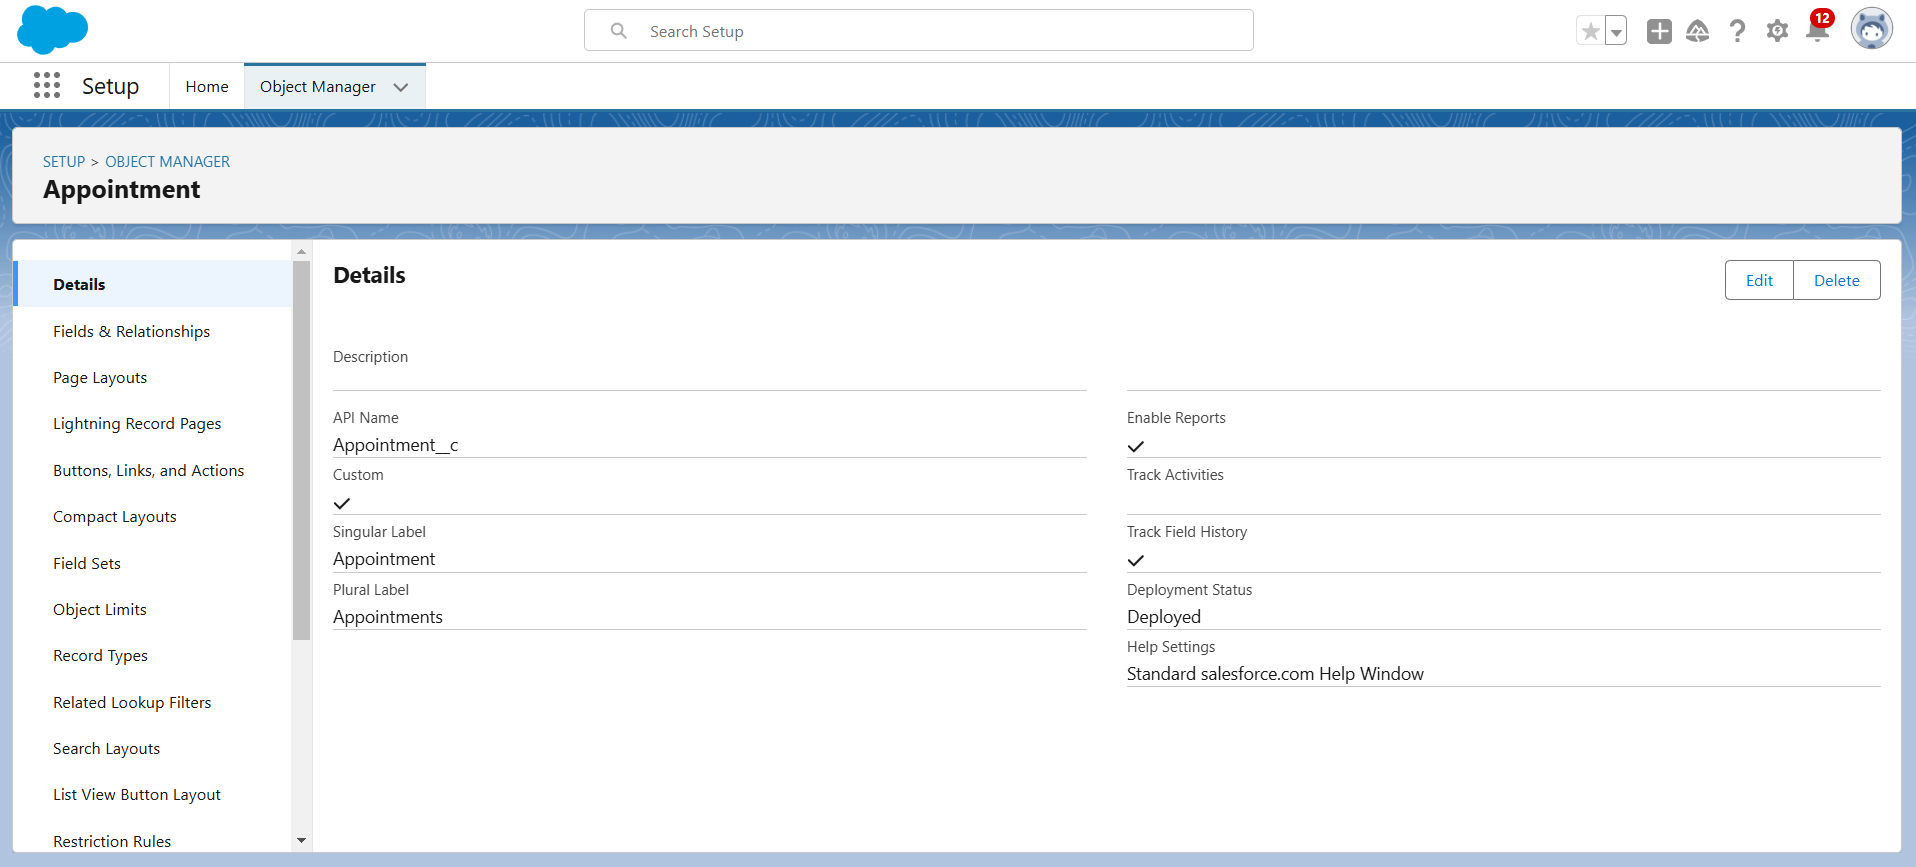 Search Setup
12
Setup
Home
Object Manager
SETUP > OBJECT MANAGER
Appointment
Details
Fields & Relationships
Page Layouts
Lightning Record Pages
Buttons, Links, and Actions
Compact Layouts
Field Sets
Object Limits
Record Types
Related Lookup Filters
Search Layouts
List View Button Layout
Restriction Rules
Details
Edit
Delete
Description
API Name
Appointment__c
Custom
Singular Label
Appointment
Plural Label
Appointments
Enable Reports
Track Activities
Track Field History
Deployment Status
Deployed
Help Settings
Standard salesforce.com Help Window